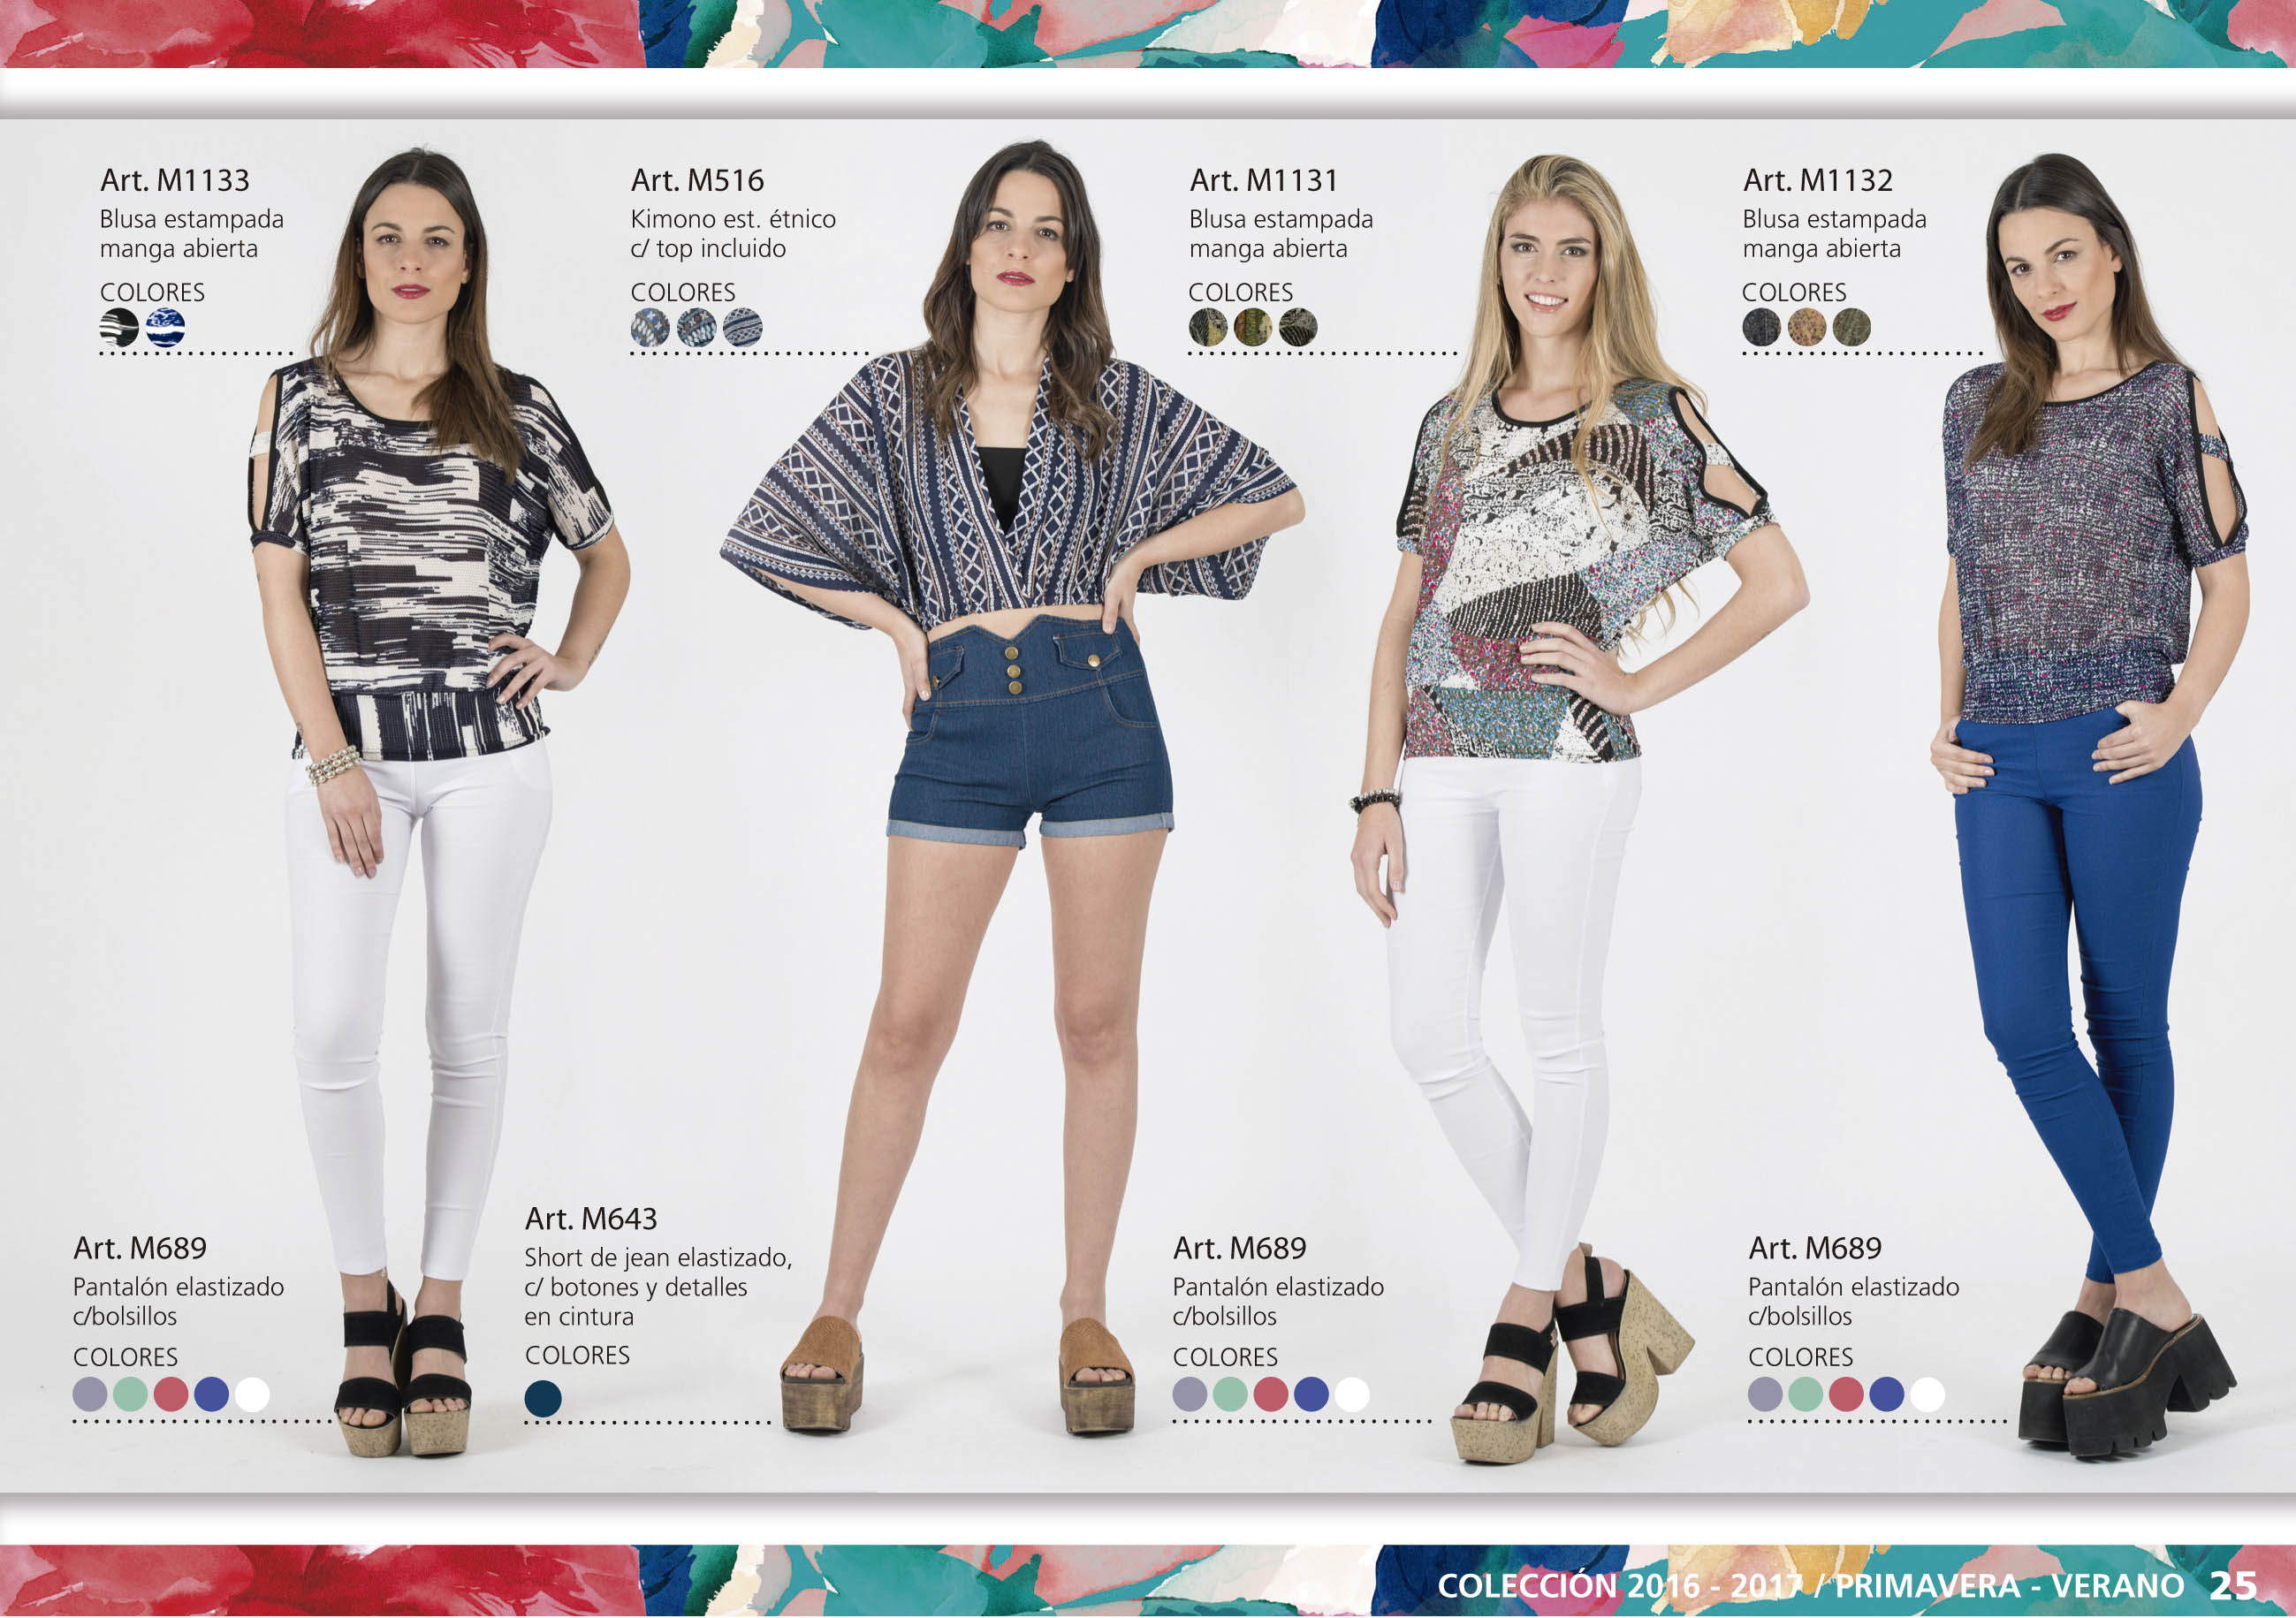 Art. M1133
Blusa estampada
manga abierta
COLORES
Art. M516
Kimono est. étnico
c/ top incluido
COLORES
Art. M1131
Blusa estampada
manga abierta
COLORES
Art. M1132
Blusa estampada
manga abierta
COLORES
Art. M689
Pantalón elastizado
c/bolsillos
COLORES
Art. M643
Short de jean elastizado,
c/ botones y detalles
en cintura
COLORES
Art. M689
Pantalón elastizado
c/bolsillos
COLORES
Art. M689
Pantalón elastizado
c/bolsillos
COLORES
COLECCIÓN 2016 - 2017 / PRIMAVERA - VERANO 25